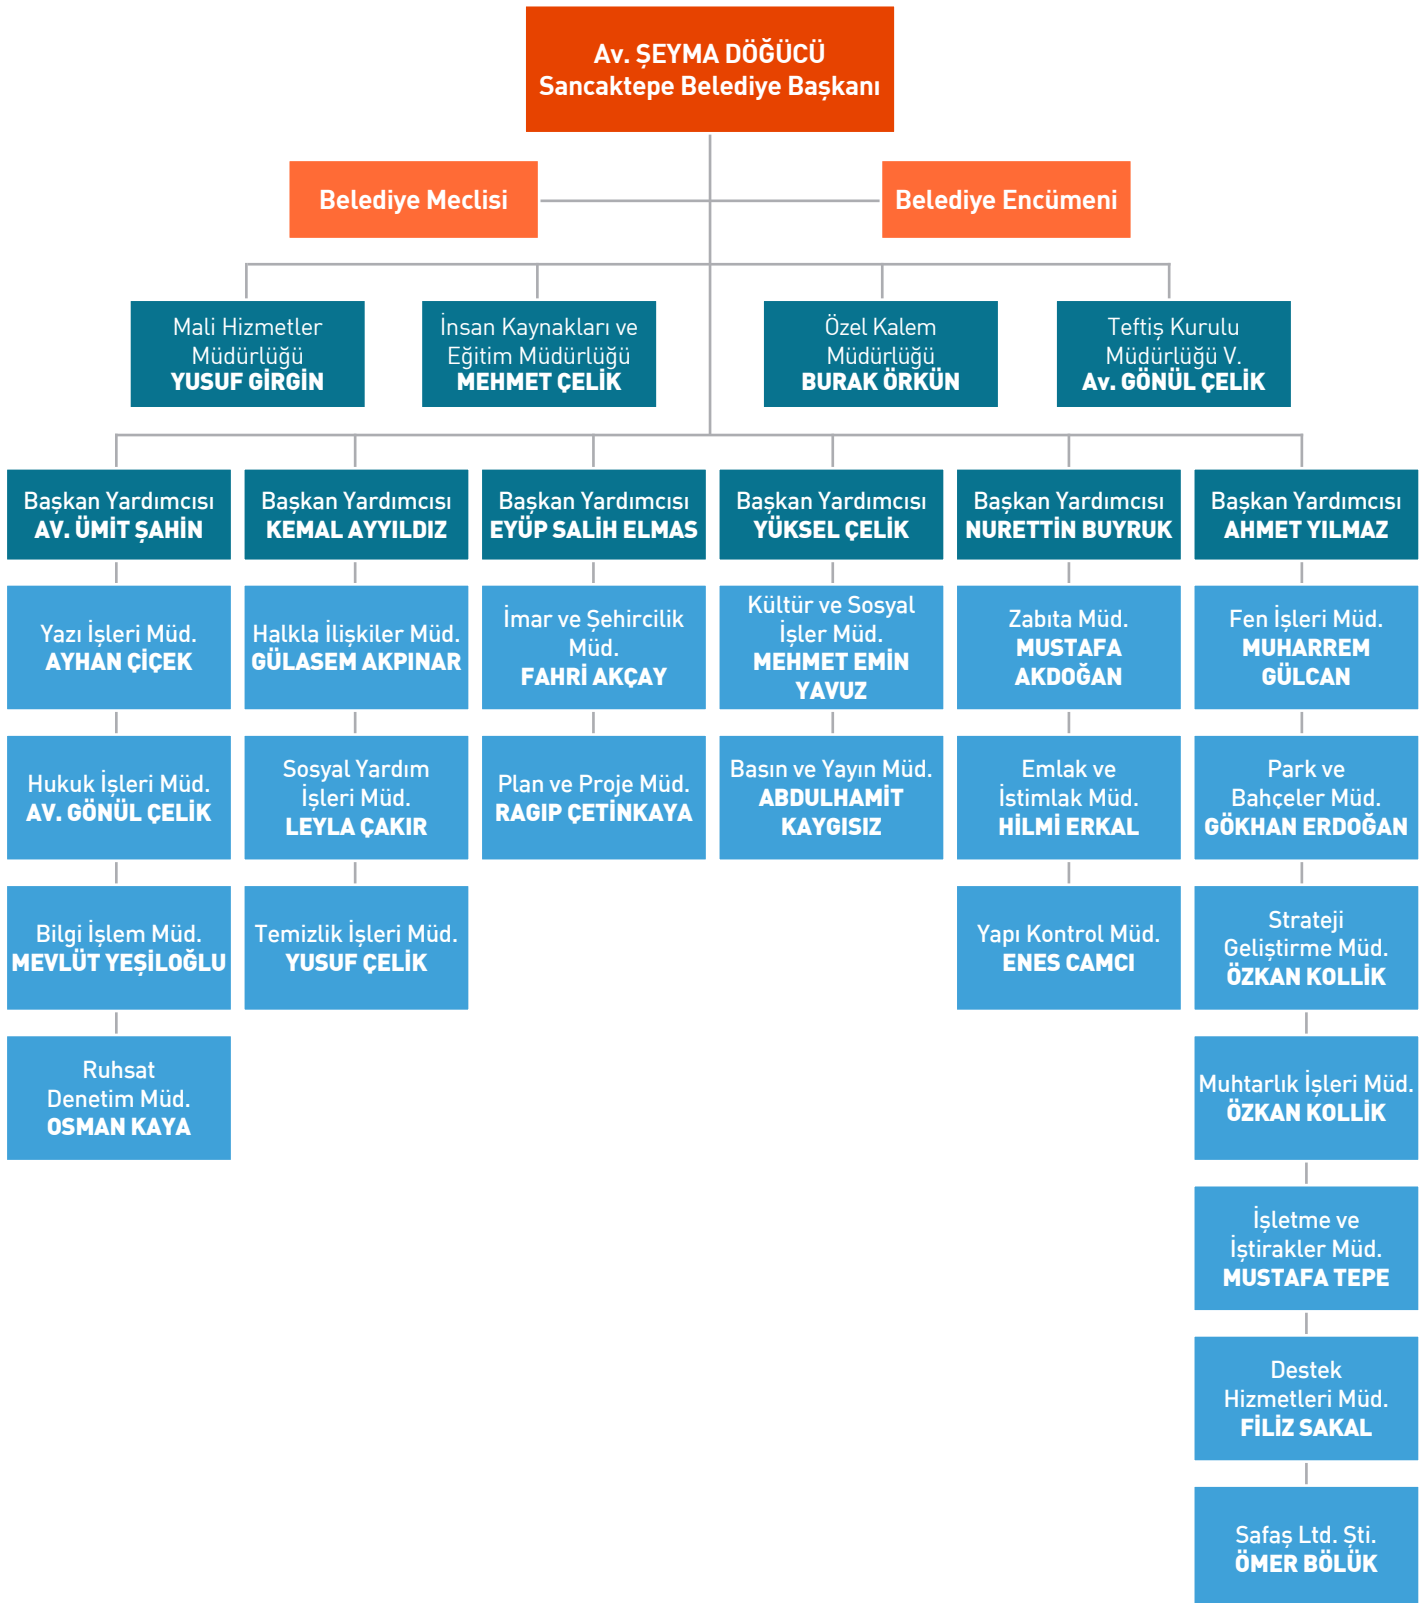 Av. ŞEYMA DÖĞÜCÜ
Sancaktepe Belediye Başkanı
Belediye Meclisi
Belediye Encümeni
Mali Hizmetler
Müdürlüğü
YUSUF GİRGİN
İnsan Kaynakları ve
Eğitim Müdürlüğü
MEHMET ÇELİK
Özel Kalem
Müdürlüğü
BURAK ÖRKÜN
Teftiş Kurulu
Müdürlüğü V.
Av. GÖNÜL ÇELİK
Başkan Yardımcısı
AV. ÜMİT ŞAHİN
Başkan Yardımcısı
KEMAL AYYILDIZ
Başkan Yardımcısı
EYÜP SALİH ELMAS
Başkan Yardımcısı
YÜKSEL ÇELİK
Başkan Yardımcısı
NURETTİN BUYRUK
Başkan Yardımcısı
AHMET YILMAZ
Yazı İşleri Müd.
AYHAN ÇİÇEK
Halkla İlişkiler Müd.
GÜLASEM AKPINAR
İmar ve Şehircilik
Müd.
FAHRİ AKÇAY
Kültür ve Sosyal
İşler Müd.
MEHMET EMİN
YAVUZ
Zabıta Müd.
MUSTAFA
AKDOĞAN
Fen İşleri Müd.
MUHARREM
GÜLCAN
Hukuk İşleri Müd.
AV. GÖNÜL ÇELİK
Sosyal Yardım
İşleri Müd.
LEYLA ÇAKIR
Plan ve Proje Müd.
RAGIP ÇETİNKAYA
Basın ve Yayın Müd.
ABDULHAMİT
KAYGISIZ
Emlak ve
İstimlak Müd.
HİLMİ ERKAL
Park ve
Bahçeler Müd.
GÖKHAN ERDOĞAN
Bilgi İşlem Müd.
MEVLÜT YEŞİLOĞLU
Temizlik İşleri Müd.
YUSUF ÇELİK
Yapı Kontrol Müd.
ENES CAMCI
Strateji
Geliştirme Müd.
ÖZKAN KOLLİK
Ruhsat
Denetim Müd.
OSMAN KAYA
Muhtarlık İşleri Müd.
ÖZKAN KOLLİK
İşletme ve
İştirakler Müd.
MUSTAFA TEPE
Destek
Hizmetleri Müd.
FİLİZ SAKAL
Safaş Ltd. Şti.
ÖMER BÖLÜK